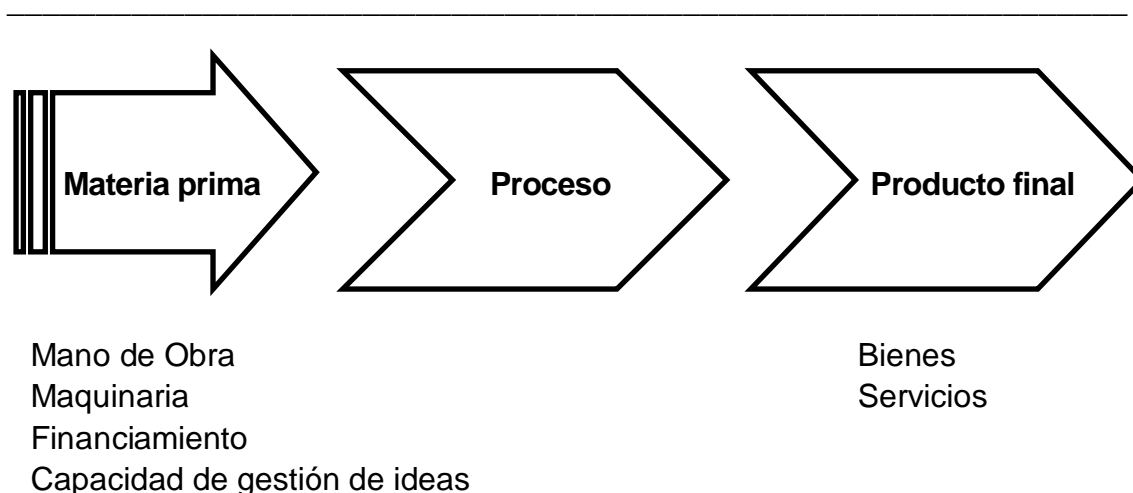 Materia prima
Proceso
Producto final
Mano de Obra
Maquinaria
Financiamiento
Capacidad de gestión de ideas
Bienes
Servicios